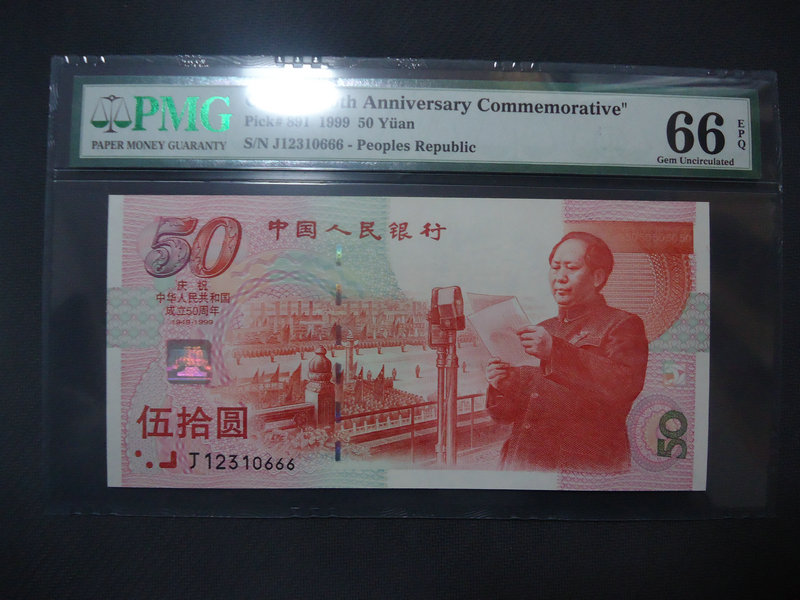 PMG
PAPER MONEY GUARANTY
th Anniversary Commemorative"
Pick# 891 1999 50 Yüan
S/N J12310666 - Peoples Republic
66
EPQ
Gem Uncirculated
50
中国人民银行
庆祝
中华人民共和国
成立50周年
1949-1999
伍拾圆
J12310666
50